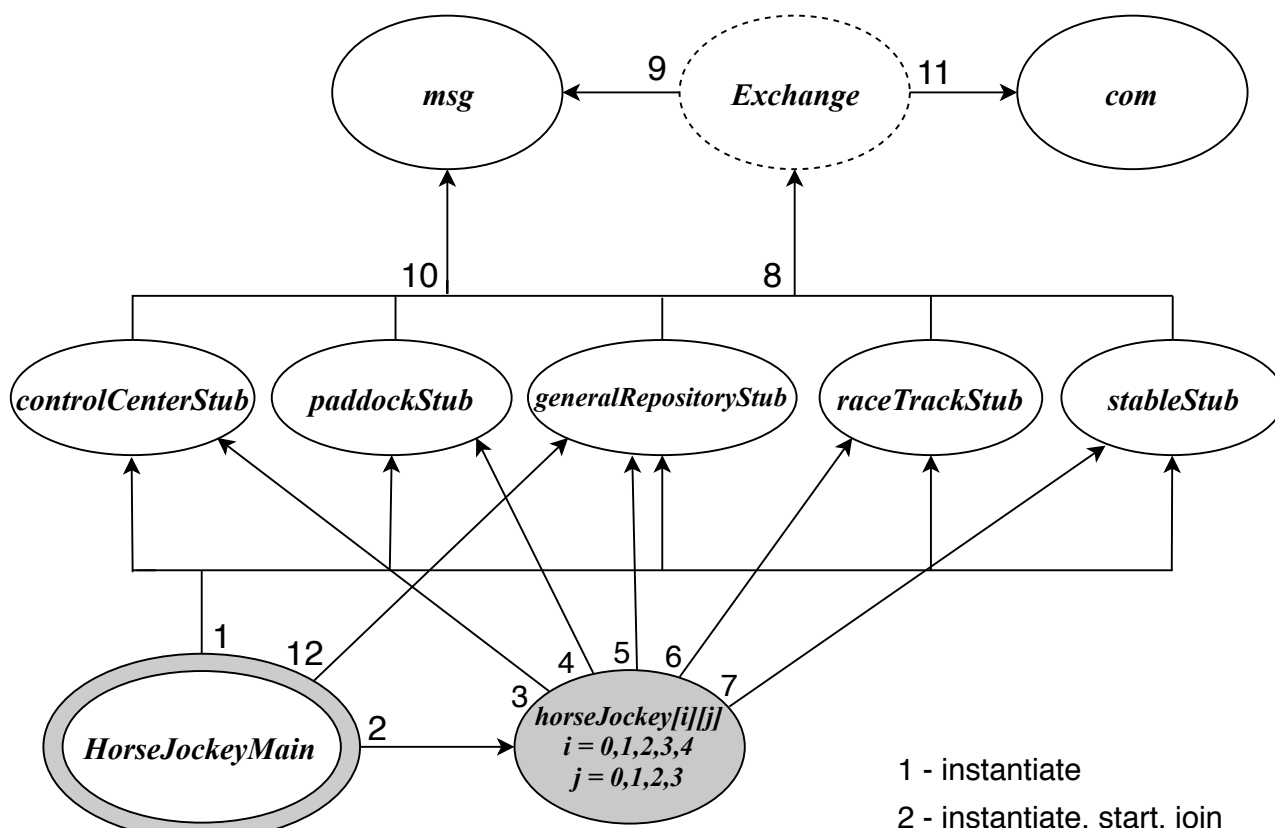 msg
9
Exchange
11
com
10
8
controlCenterStub
paddockStub
generalRepositoryStub
raceTrackStub
stableStub
1
12
3
4
5
6
7
2
HorseJockeyMain
horseJockey[i][j]
i = 0,1,2,3,4
j = 0,1,2,3
1 - instantiate
2 - instantiate, start, join